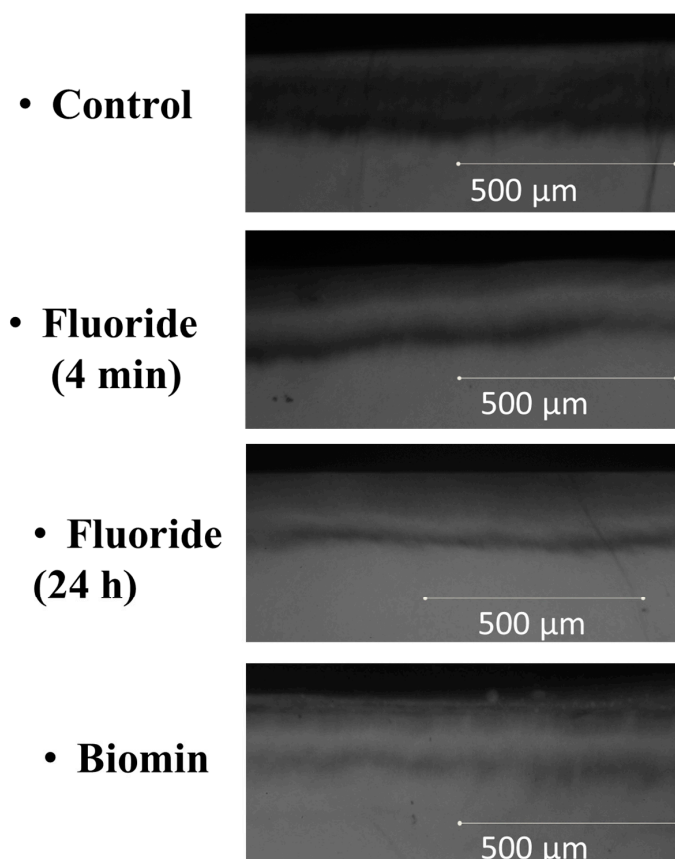 • Control
500 µm
• Fluoride
(4 min)
500 µm
• Fluoride
(24 h)
500 µm
• Biomin
500 µm